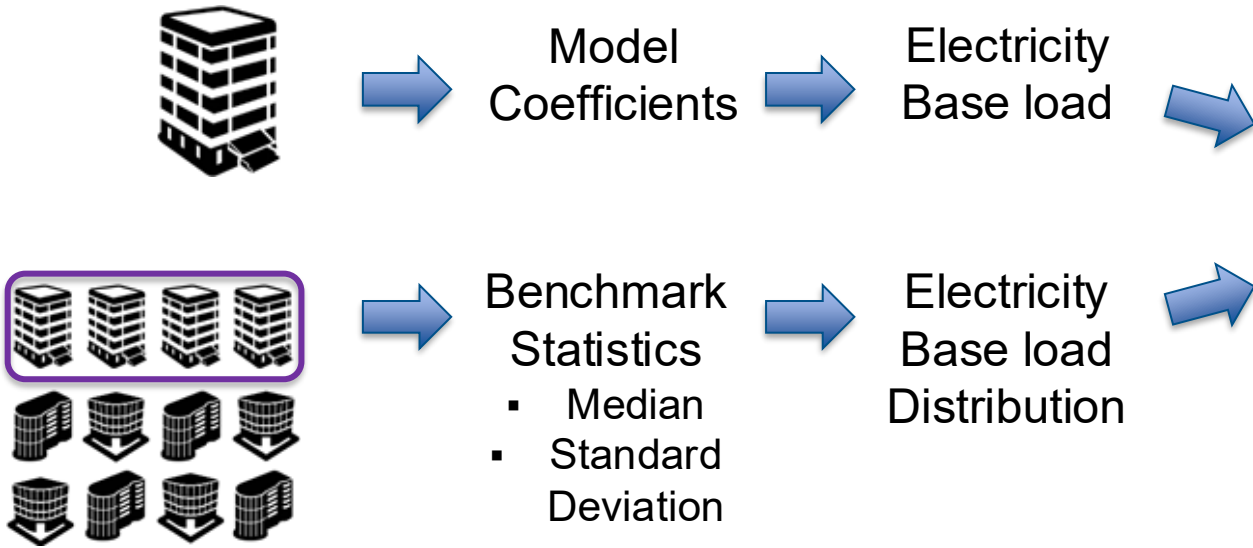 Model
Coefficients
Electricity
Base load
Benchmark
Statistics
▪ Median
▪ Standard
Deviation
Electricity
Base load
Distribution